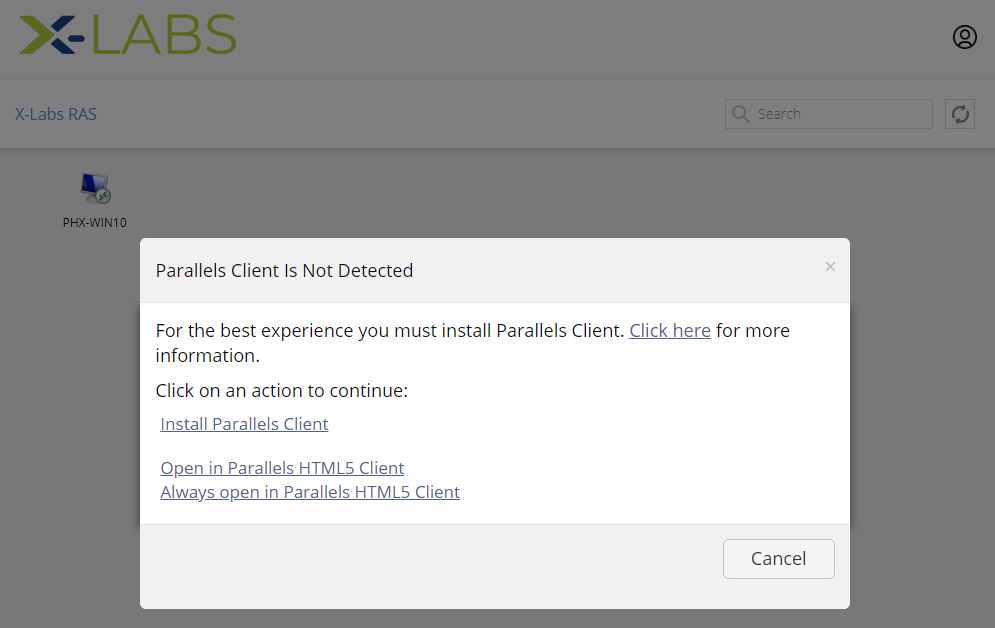 X-LABS
X-Labs RAS
Search
PHX-WIN10
Parallels Client Is Not Detected
×
For the best experience you must install Parallels Client. Click here for more
information.
Click on an action to continue:
Install Parallels Client
Open in Parallels HTML5 Client
Always open in Parallels HTML5 Client
Cancel